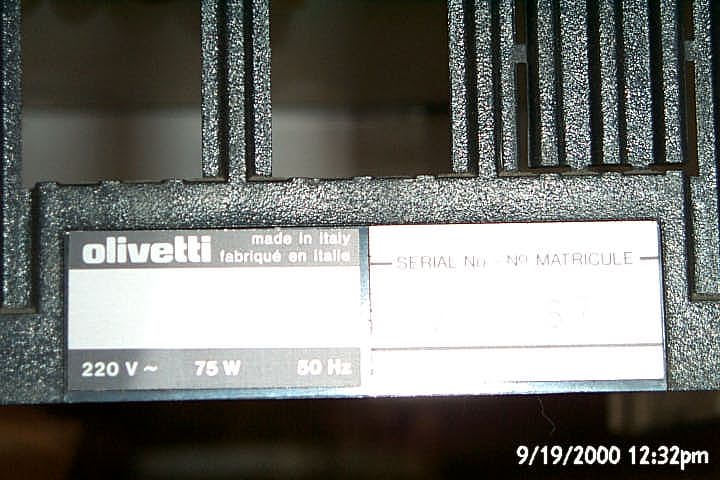 olivetti
made in Italy
fabriqué en Italie
220 V ~ 75 W 50 Hz
SERIAL No. - Nº MATRICULE
9/19/2000 12:32pm